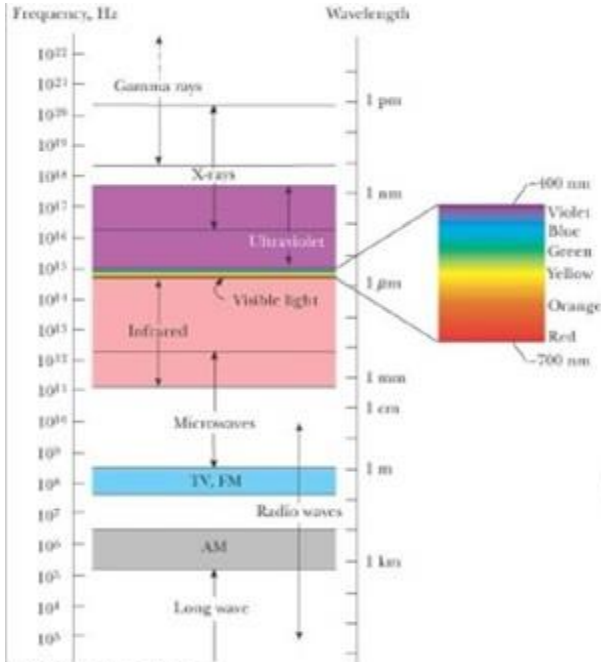 Frequency, Hz
Wavelength
10²²
10²¹
10²⁰
10¹⁹
10¹⁸
10¹⁷
10¹⁶
10¹⁵
10¹⁴
10¹³
10¹²
10¹¹
10¹⁰
10⁹
10⁸
10⁷
10⁶
10⁵
10⁴
10³
Gamma rays
X-rays
Ultraviolet
Visible light
Infrared
Microwaves
TV, FM
Radio waves
AM
Long wave
1 pm
1 nm
1 μm
1 mm
1 cm
1 m
1 km
~400 nm
Violet
Blue
Green
Yellow
Orange
Red
~700 nm